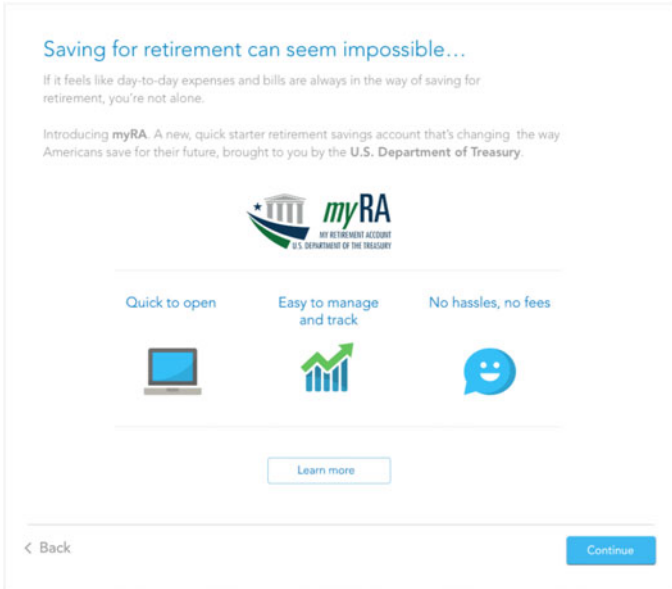 Saving for retirement can seem impossible…
If it feels like day-to-day expenses and bills are always in the way of saving for
retirement, you're not alone.
Introducing myRA. A new, quick starter retirement savings account that's changing the way
Americans save for their future, brought to you by the U.S. Department of Treasury.
myRA
MY RETIREMENT ACCOUNT
U.S. DEPARTMENT OF THE TREASURY
Quick to open
Easy to manage
and track
No hassles, no fees
Learn more
< Back
Continue